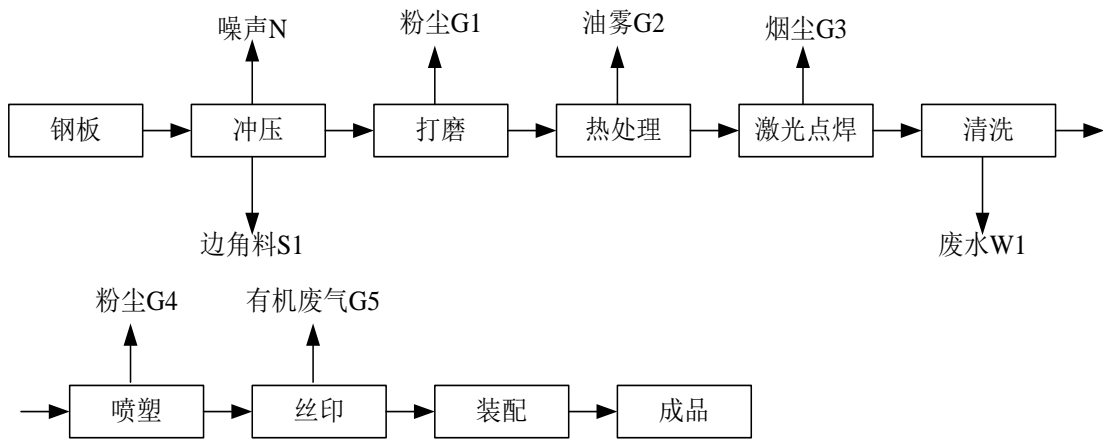 噪声N
粉尘G1
油雾G2
烟尘G3
钢板
冲压
打磨
热处理
激光点焊
清洗
边角料S1
废水W1
粉尘G4
有机废气G5
喷塑
丝印
装配
成品